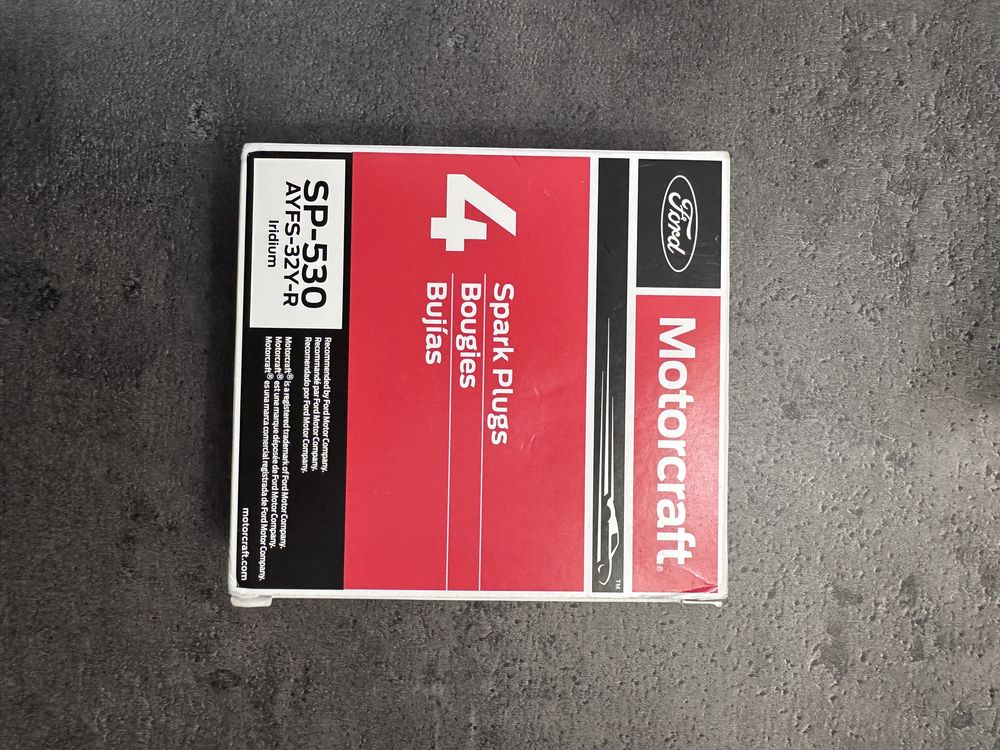 Ford
Motorcraft®
TM
4
Spark Plugs
Bougies
Bujías
SP-530
AYFS-32Y-R
Iridium
Recommended by Ford Motor Company.
Recommandé par Ford Motor Company.
Recomendado por Ford Motor Company.
Motorcraft® is a registered trademark of Ford Motor Company.
Motorcraft® est une marque déposée de Ford Motor Company.
Motorcraft® es una marca comercial registrada de Ford Motor Company.
motorcraft.com